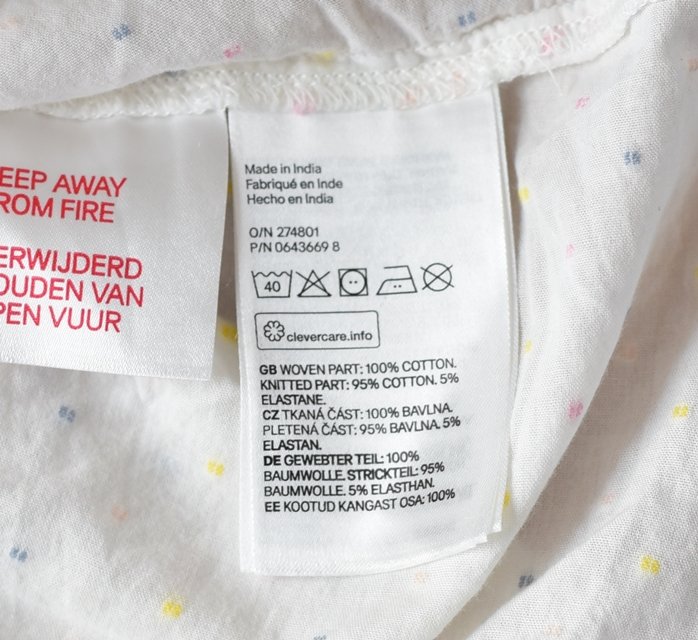 EEP AWAY
ROM FIRE
ERWIJDERD
OUDEN VAN
PEN VUUR
Made in India
Fabriqué en Inde
Hecho en India
O/N 274801
P/N 0643669 8
40
clevercare.info
GB WOVEN PART: 100% COTTON.
KNITTED PART: 95% COTTON. 5%
ELASTANE.
CZ TKANÁ ČÁST: 100% BAVLNA.
PLETENÁ ČÁST: 95% BAVLNA. 5%
ELASTAN.
DE GEWEBTER TEIL: 100%
BAUMWOLLE. STRICKTEIL: 95%
BAUMWOLLE. 5% ELASTHAN.
EE KOOTUD KANGAST OSA: 100%